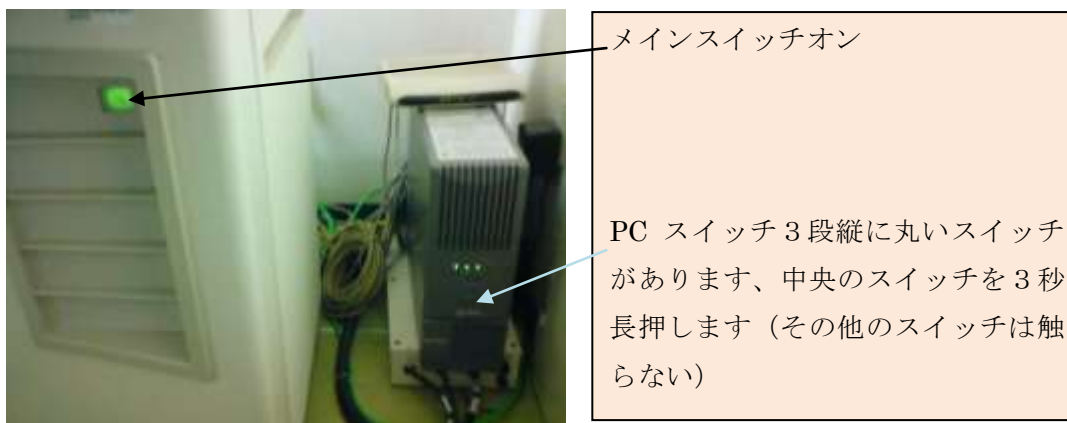 メインスイッチオン
PC スイッチ３段縦に丸いスイッチ
があります、中央のスイッチを３秒
長押します（その他のスイッチは触
らない）